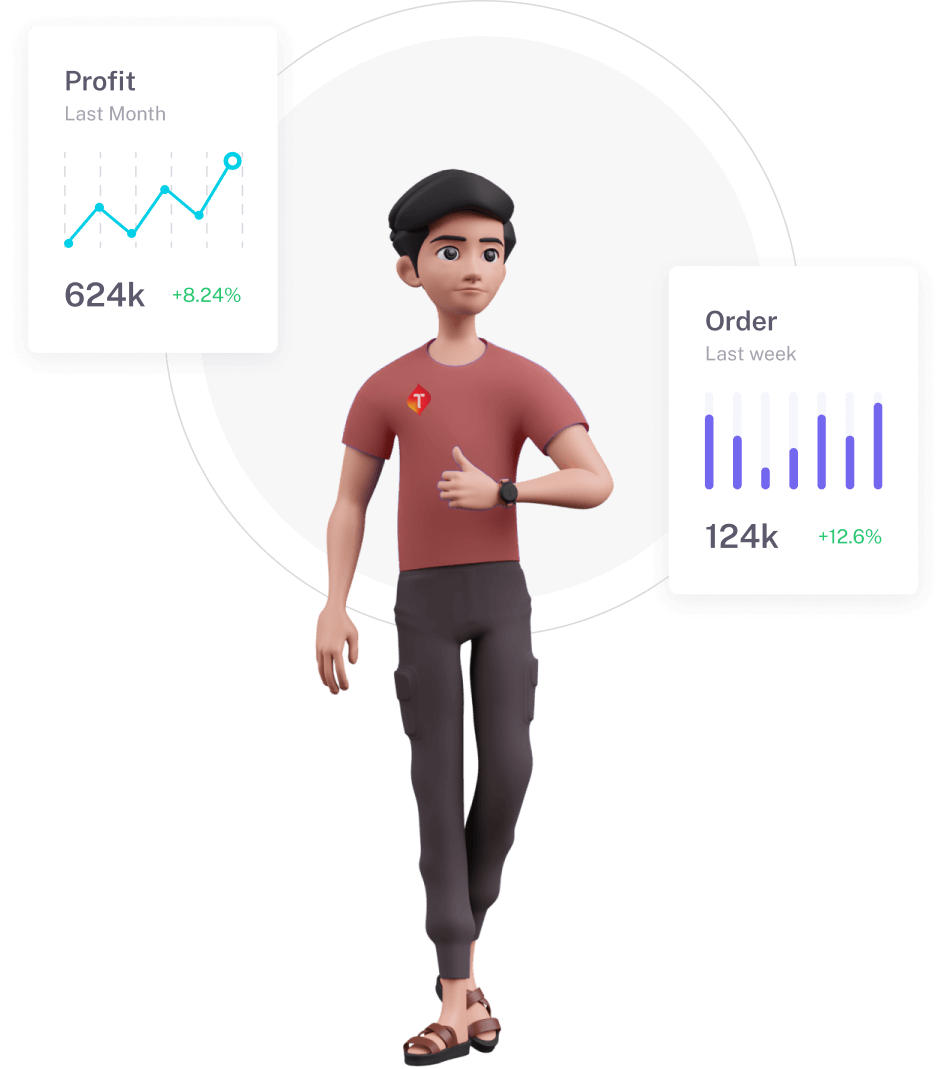 Profit
Last Month
624k +8.24%
T
Order
Last week
124k +12.6%